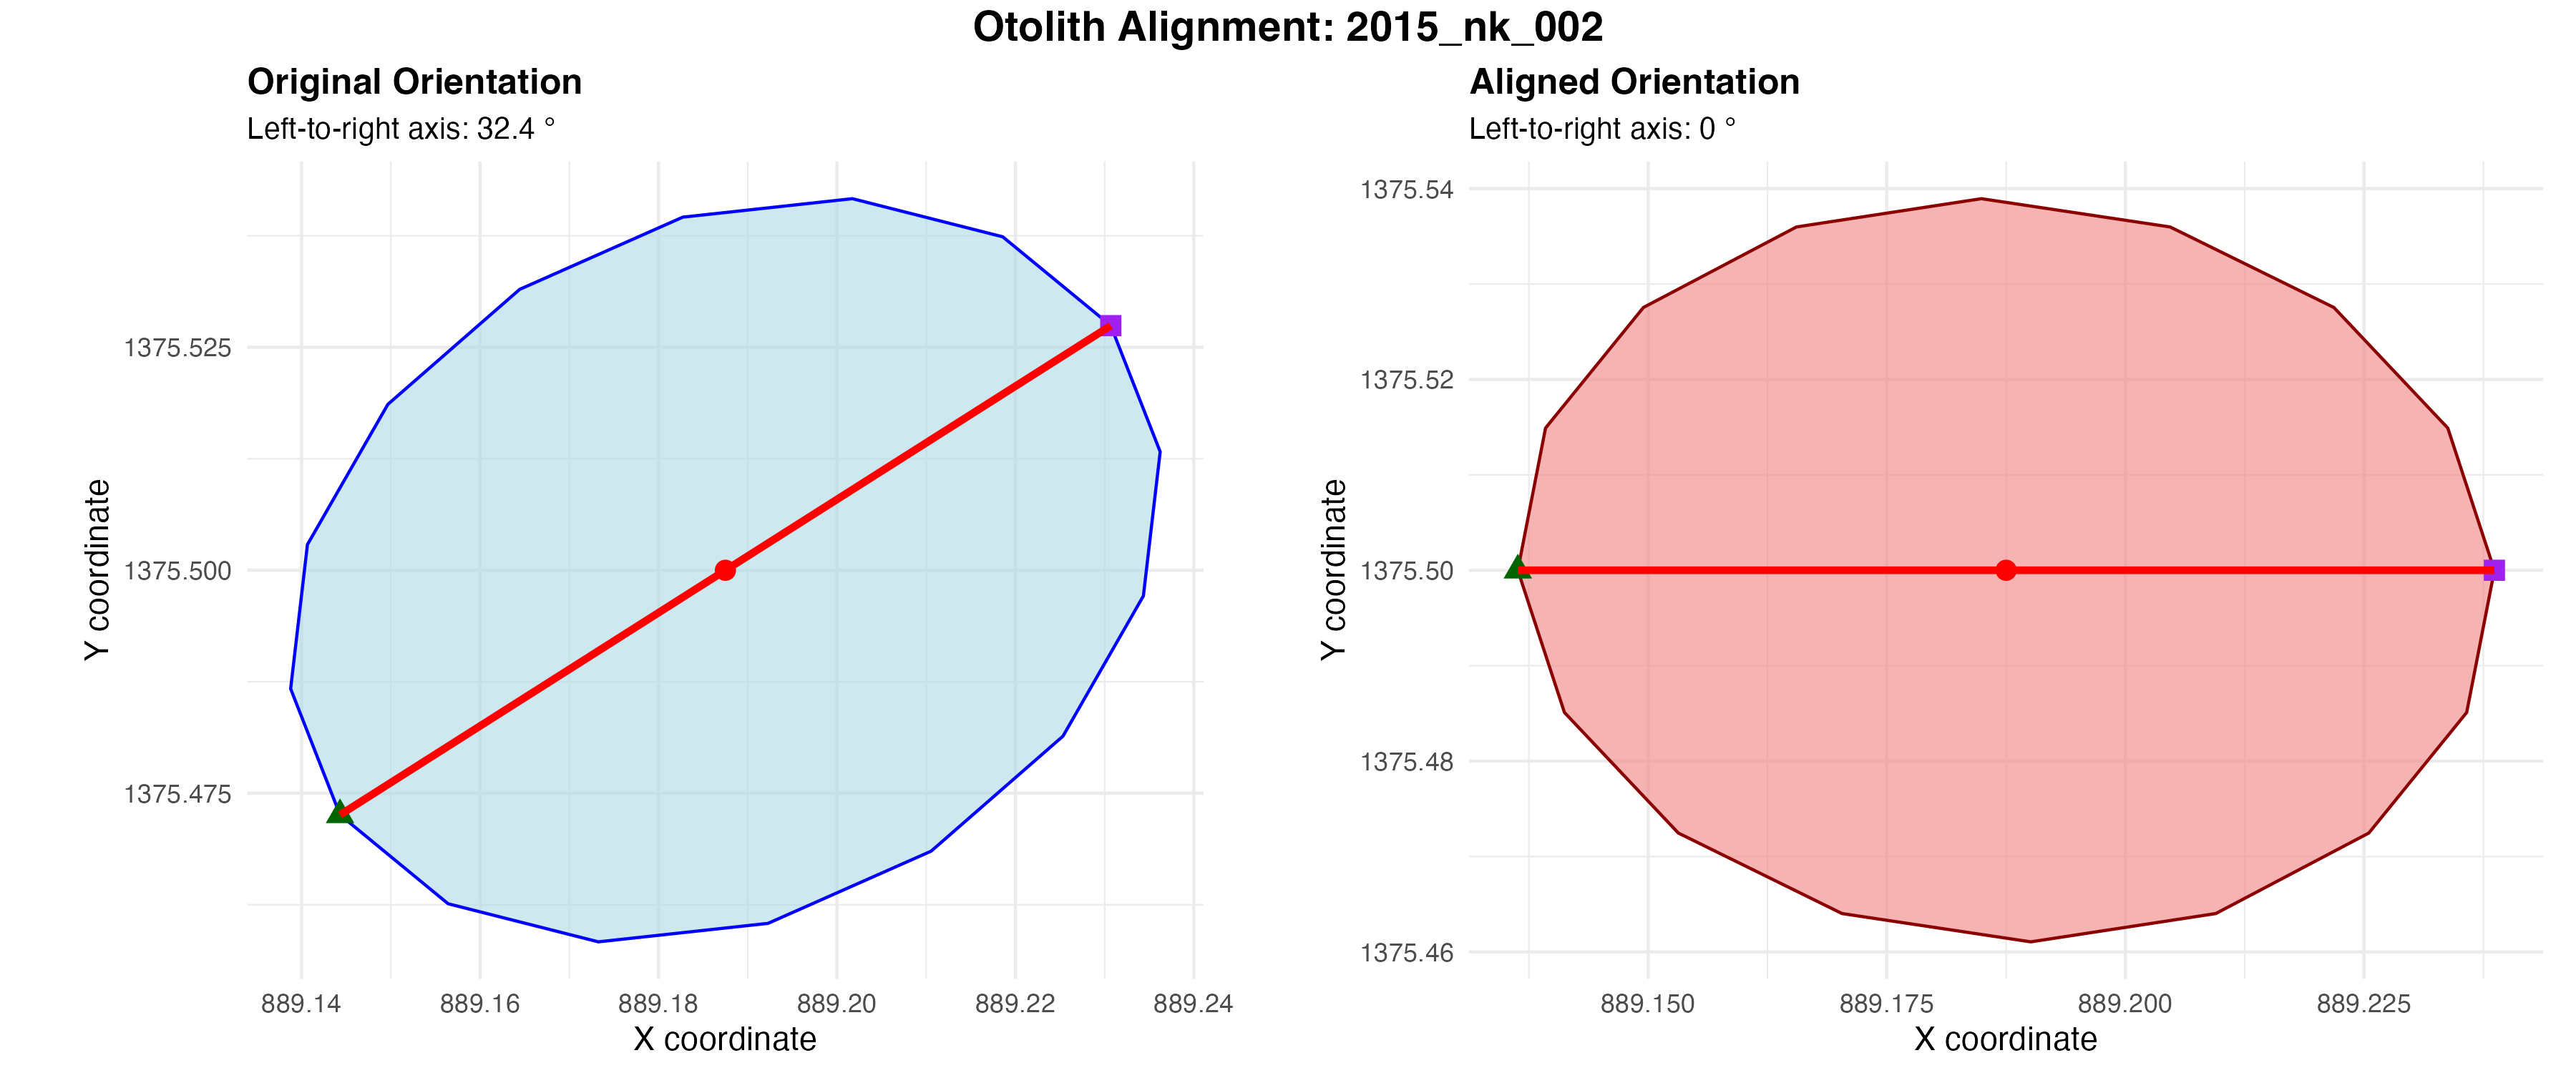 Otolith Alignment: 2015_nk_002
Original Orientation
Left-to-right axis: 32.4 °
Y coordinate
1375.525
1375.500
1375.475
889.14 889.16 889.18 889.20 889.22 889.24
X coordinate
Aligned Orientation
Left-to-right axis: 0 °
Y coordinate
1375.54
1375.52
1375.50
1375.48
1375.46
889.150 889.175 889.200 889.225
X coordinate